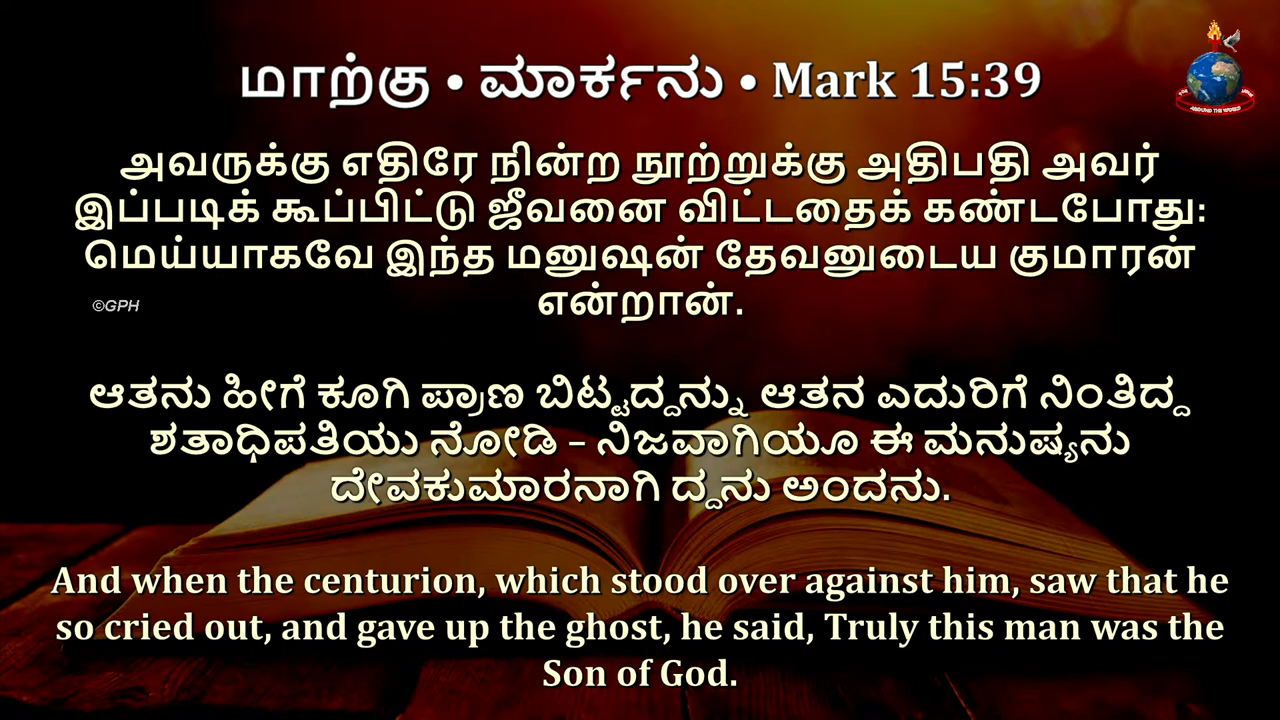 மாற்கு • ಮಾರ್ಕನು • Mark 15:39
அவருக்கு எதிரே நின்ற நூற்றுக்கு அதிபதி அவர்
இப்படிக் கூப்பிட்டு ஜீவனை விட்டதைக் கண்டபோது:
மெய்யாகவே இந்த மனுஷன் தேவனுடைய குமாரன்
என்றான்.
©GPH
ಆತನು ಹೀಗೆ ಕೂಗಿ ಪ್ರಾಣ ಬಿಟ್ಟದ್ದನ್ನು ಆತನ ಎದುರಿಗೆ ನಿಂತಿದ್ದ
ಶತಾಧಿಪತಿಯು ನೋಡಿ – ನಿಜವಾಗಿಯೂ ಈ ಮನುಷ್ಯನು
ದೇವಕುಮಾರನಾಗಿ ದ್ದನು ಅಂದನು.
And when the centurion, which stood over against him, saw that he
so cried out, and gave up the ghost, he said, Truly this man was the
Son of God.
AROUND THE WORLD